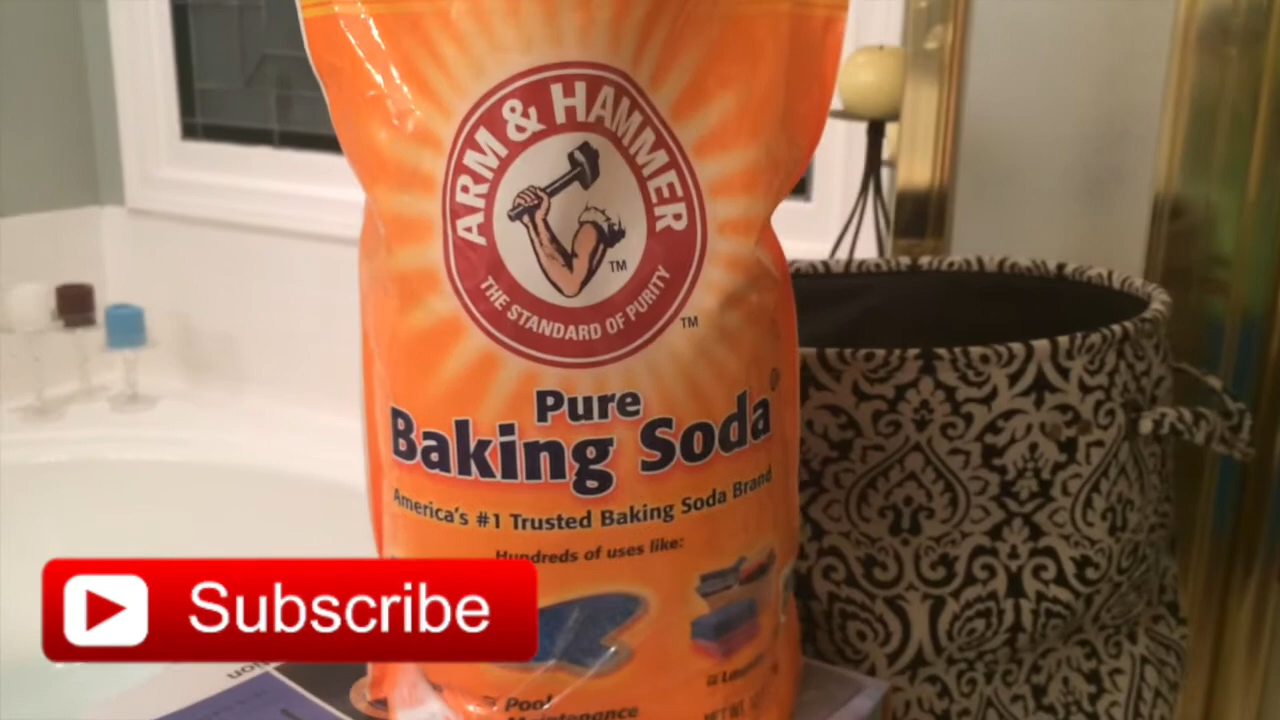 ARM & HAMMER
TM
THE STANDARD OF PURITY
TM
Pure
Baking Soda
America's #1 Trusted Baking Soda Brand
Hundreds of uses like:
Subscribe
Pool
Maintenance